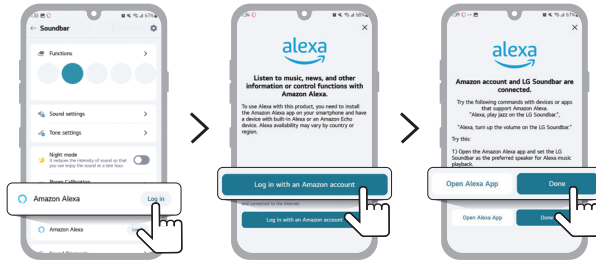 Soundbar
Functions
Sound settings
Tone settings
Night mode
It reduces the intensity of sound so that
you can enjoy the sound at a late hour.
Room Calibration
Amazon Alexa
Log in
Amazon Alexa
alexa
Listen to music, news, and other
information or control functions with
Amazon Alexa.
To use Alexa with this product, you need to install
the Amazon Alexa app on your smartphone and have
a device with built-in Alexa or an Amazon Echo
device. Alexa availability may vary by country or
region.
Log in with an Amazon account
and connected to the internet.
Log in with an Amazon account
alexa
Amazon account and LG Soundbar are
connected.
Try the following commands with devices or apps
that support Amazon Alexa.
"Alexa, play jazz on the LG Soundbar.",
"Alexa, turn up the volume on the LG Soundbar."
Try this:
1) Open the Amazon Alexa app and set the LG
Soundbar as the preferred speaker for Alexa music
playback.
Open Alexa App
Done
Open Alexa App
Done